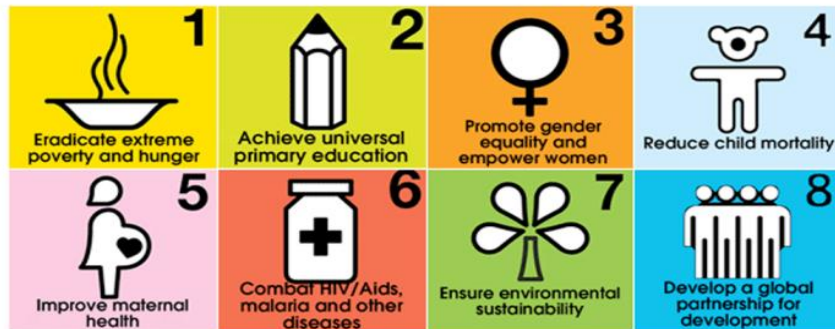 1
Eradicate extreme
poverty and hunger
2
Achieve universal
primary education
3
Promote gender
equality and
empower women
4
Reduce child mortality
5
Improve maternal
health
6
Combat HIV/Aids,
malaria and other
diseases
7
Ensure environmental
sustainability
8
Develop a global
partnership for
development